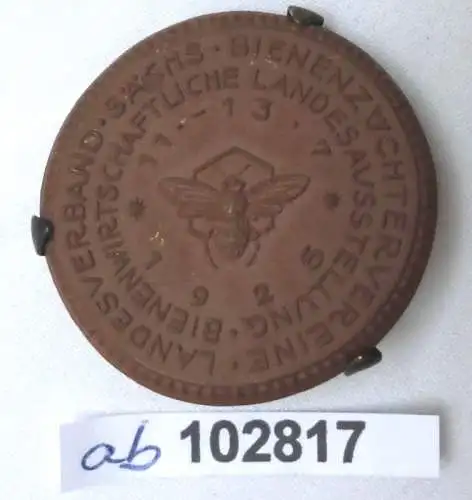 LANDESVERBAND · SÄCHS · BIENENZÜCHTERVEREINE ·
BIENENWIRTSCHAFTLICHE LANDESAUSSTELLUNG ·
11.-13. 7
* *
1925
ab 102817